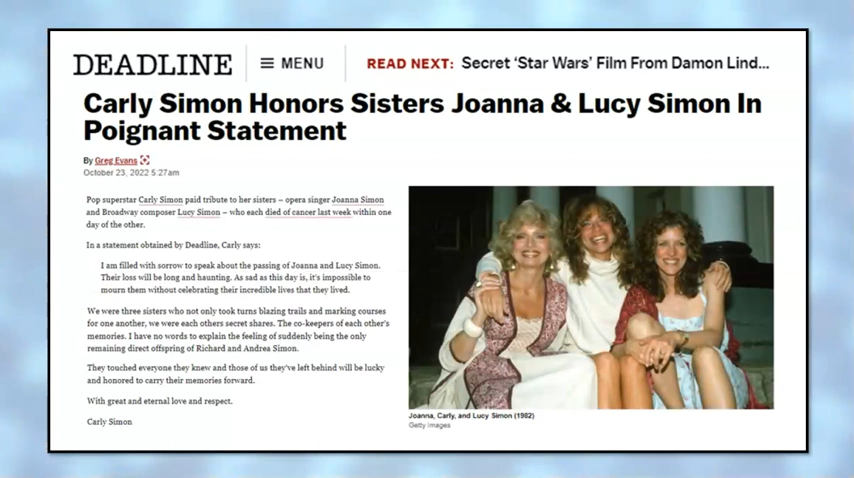 DEADLINE
MENU
READ NEXT: Secret ‘Star Wars’ Film From Damon Lind...
Carly Simon Honors Sisters Joanna & Lucy Simon In
Poignant Statement
By Greg Evans
October 23, 2022 5:27am
Pop superstar Carly Simon paid tribute to her sisters – opera singer Joanna Simon
and Broadway composer Lucy Simon – who each died of cancer last week within one
day of the other.
In a statement obtained by Deadline, Carly says:
I am filled with sorrow to speak about the passing of Joanna and Lucy Simon.
Their loss will be long and haunting. As sad as this day is, it's impossible to
mourn them without celebrating their incredible lives that they lived.
We were three sisters who not only took turns blazing trails and marking courses
for one another, we were each others secret shares. The co-keepers of each other's
memories. I have no words to explain the feeling of suddenly being the only
remaining direct offspring of Richard and Andrea Simon.
They touched everyone they knew and those of us they've left behind will be lucky
and honored to carry their memories forward.
With great and eternal love and respect.
Carly Simon
Joanna, Carly, and Lucy Simon (1982)
Getty Images